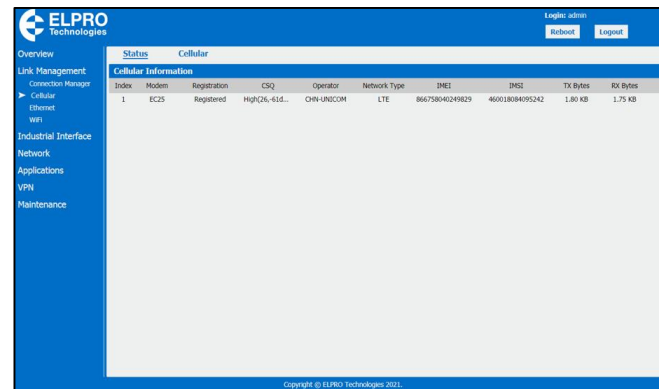 ELPRO
Technologies
Login: admin
Reboot Logout
Overview
Link Management
Connection Manager
Cellular
Ethernet
WiFi
Industrial Interface
Network
Applications
VPN
Maintenance
Status Cellular
Cellular Information
Index Modem Registration CSQ Operator Network Type IMEI IMSI TX Bytes RX Bytes
1 EC25 Registered High(26,-61d... CHN-UNICOM LTE 866758040249829 460018084095242 1.80 KB 1.75 KB
Copyright © ELPRO Technologies 2021.